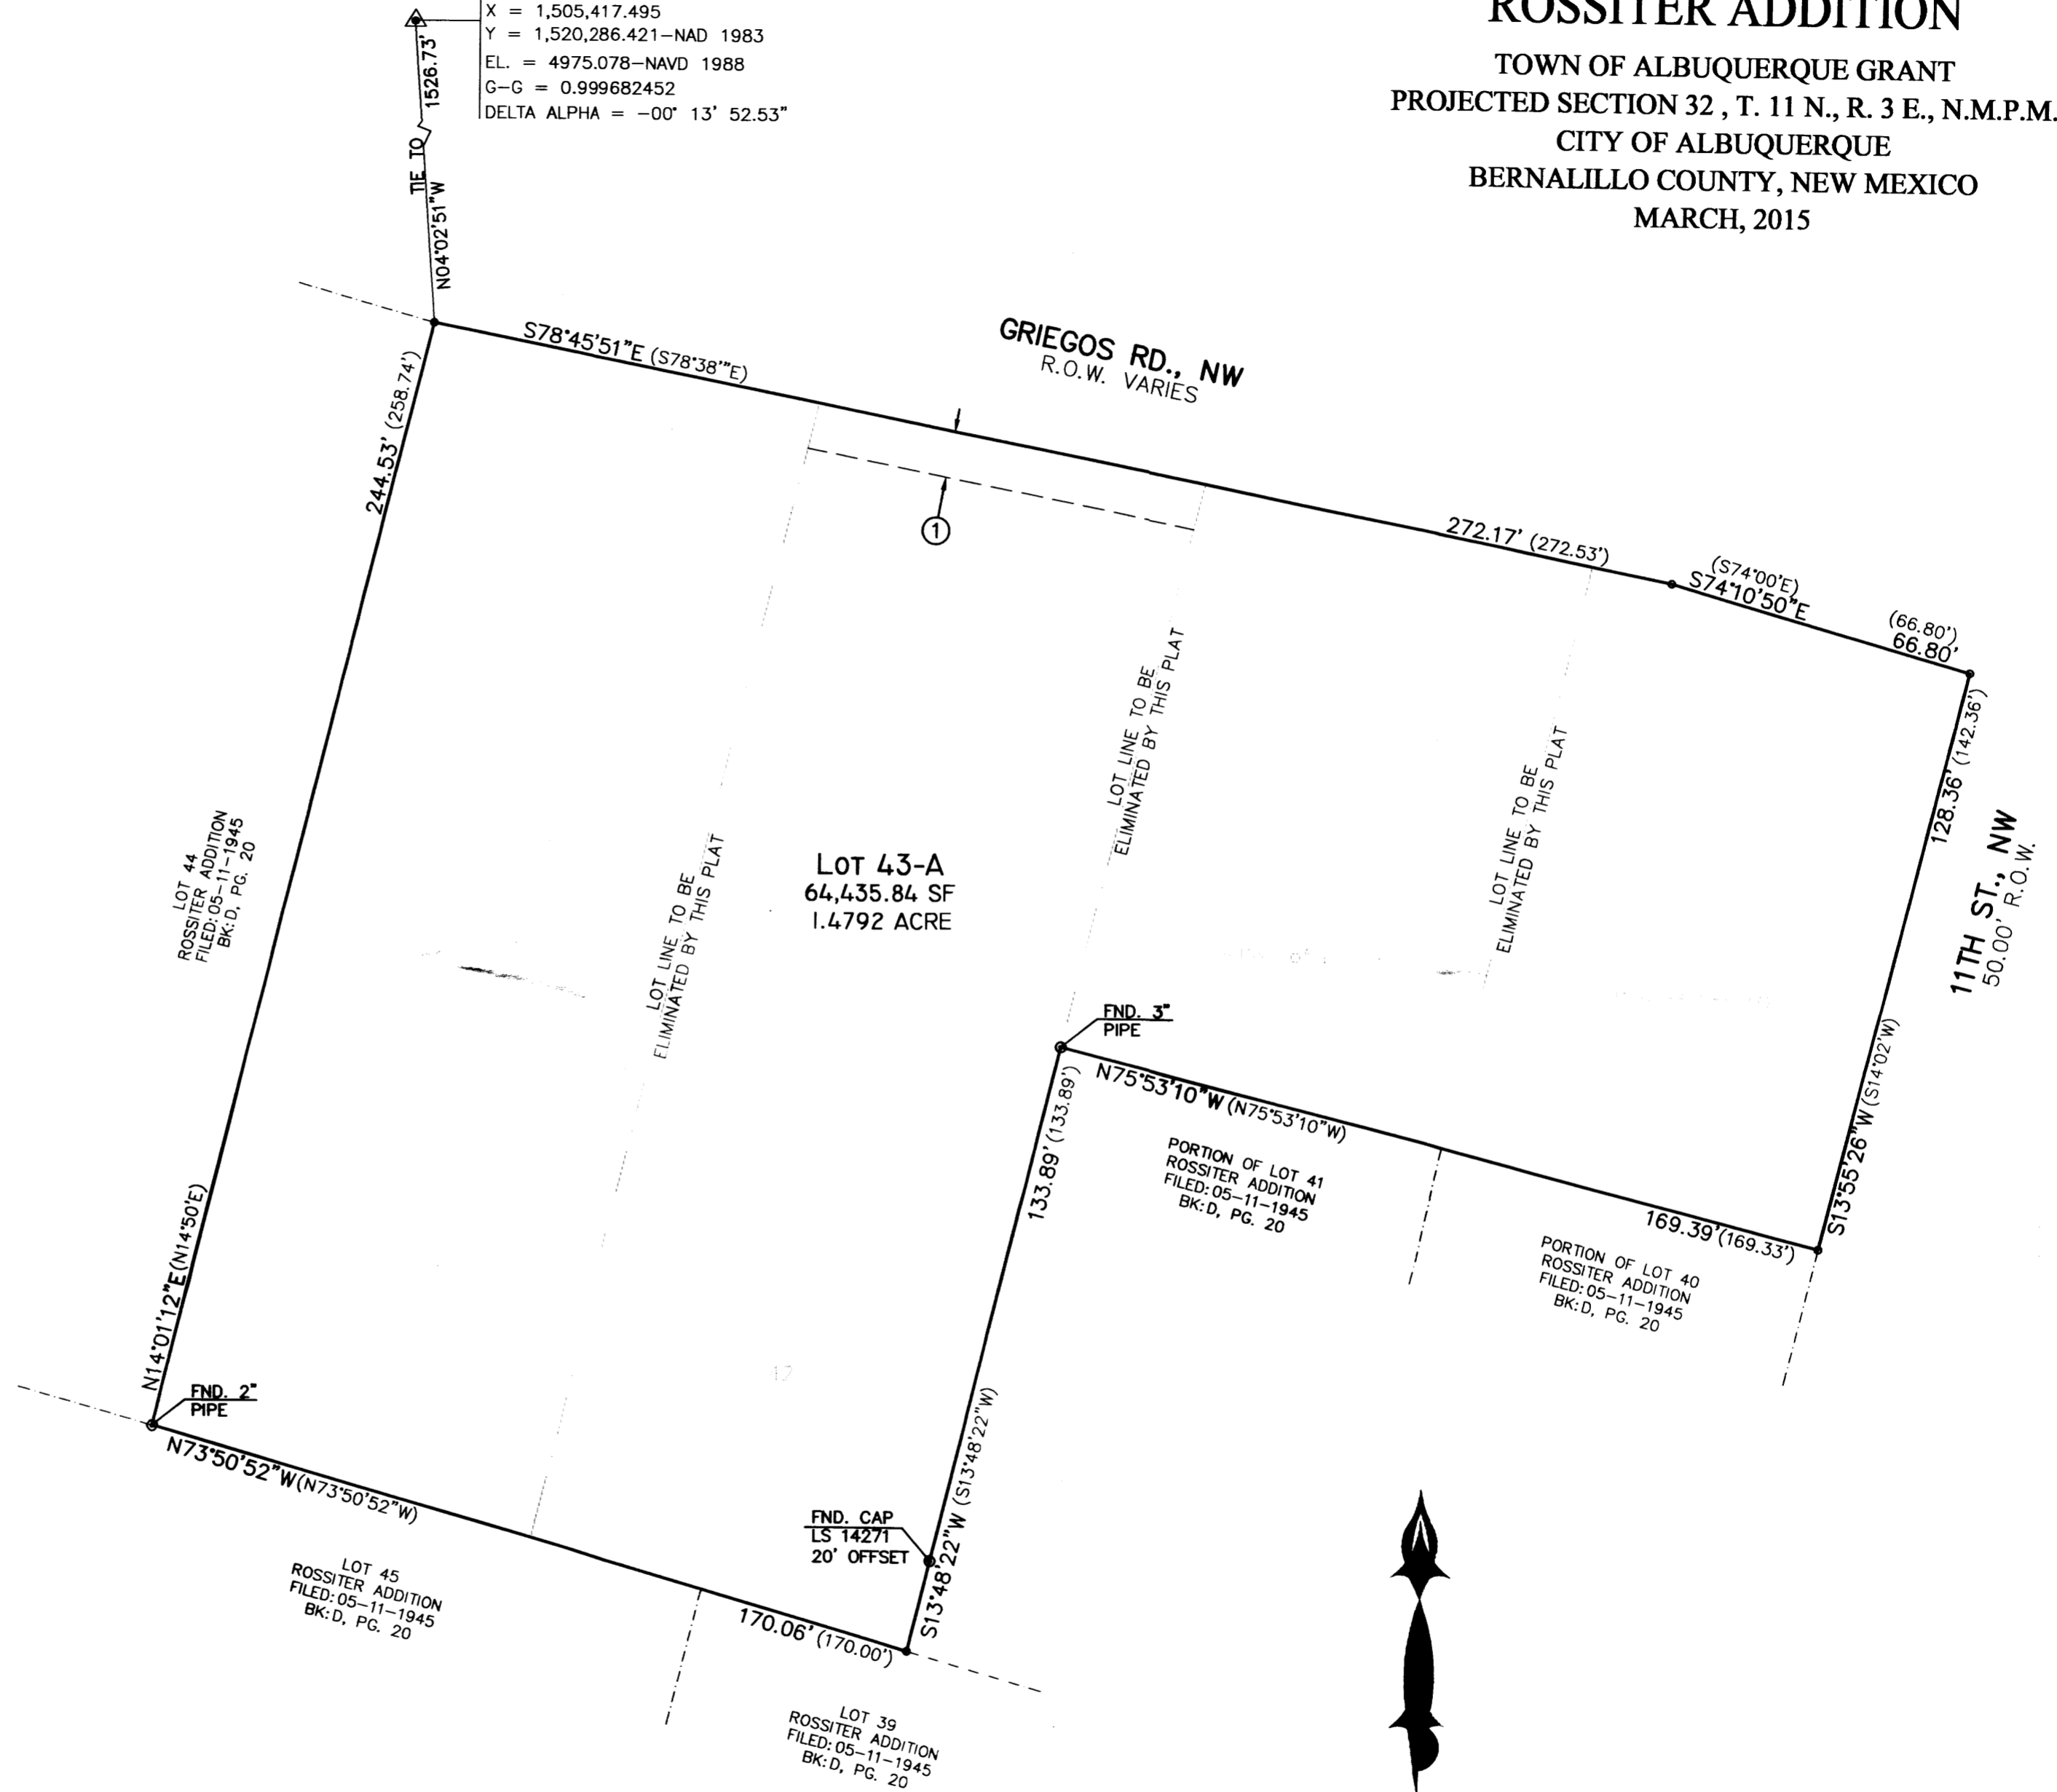 X = 1,505,417.495
Y = 1,520,286.421-NAD 1983
EL. = 4975.078-NAVD 1988
G-G = 0.999682452
DELTA ALPHA = -00° 13' 52.53"
ROSSITER ADDITION
TOWN OF ALBUQUERQUE GRANT
PROJECTED SECTION 32 , T. 11 N., R. 3 E., N.M.P.M.
CITY OF ALBUQUERQUE
BERNALILLO COUNTY, NEW MEXICO
MARCH, 2015
TIE TO 1526.73'
N04°02'51"W
S78°45'51"E (S78°38'"E)
GRIEGOS RD., NW
R.O.W. VARIES
272.17' (272.53')
(S74°00'E)
S74°10'50"E
(66.80')
66.80'
244.53' (258.74')
N14°01'12"E(N14°50'E)
1
128.36' (142.36')
S13°55'26"W(S14°02'W)
11TH ST., NW
50.00' R.O.W.
LOT 44
ROSSITER ADDITION
FILED: 05-11-1945
BK: D, PG. 20
LOT LINE TO BE
ELIMINATED BY THIS PLAT
LOT 43-A
64,435.84 SF
1.4792 ACRE
LOT LINE TO BE
ELIMINATED BY THIS PLAT
LOT LINE TO BE
ELIMINATED BY THIS PLAT
FND. 3"
PIPE
N75°53'10"W (N75°53'10"W)
169.39'(169.33')
PORTION OF LOT 41
ROSSITER ADDITION
FILED: 05-11-1945
BK: D, PG. 20
PORTION OF LOT 40
ROSSITER ADDITION
FILED: 05-11-1945
BK: D, PG. 20
133.89' (133.89')
S13°48'22"W (S13°48'22"W)
FND. 2"
PIPE
N73°50'52"W(N73°50'52"W)
170.06' (170.00')
FND. CAP
LS 14271
20' OFFSET
LOT 45
ROSSITER ADDITION
FILED: 05-11-1945
BK: D, PG. 20
LOT 39
ROSSITER ADDITION
FILED: 05-11-1945
BK: D, PG. 20